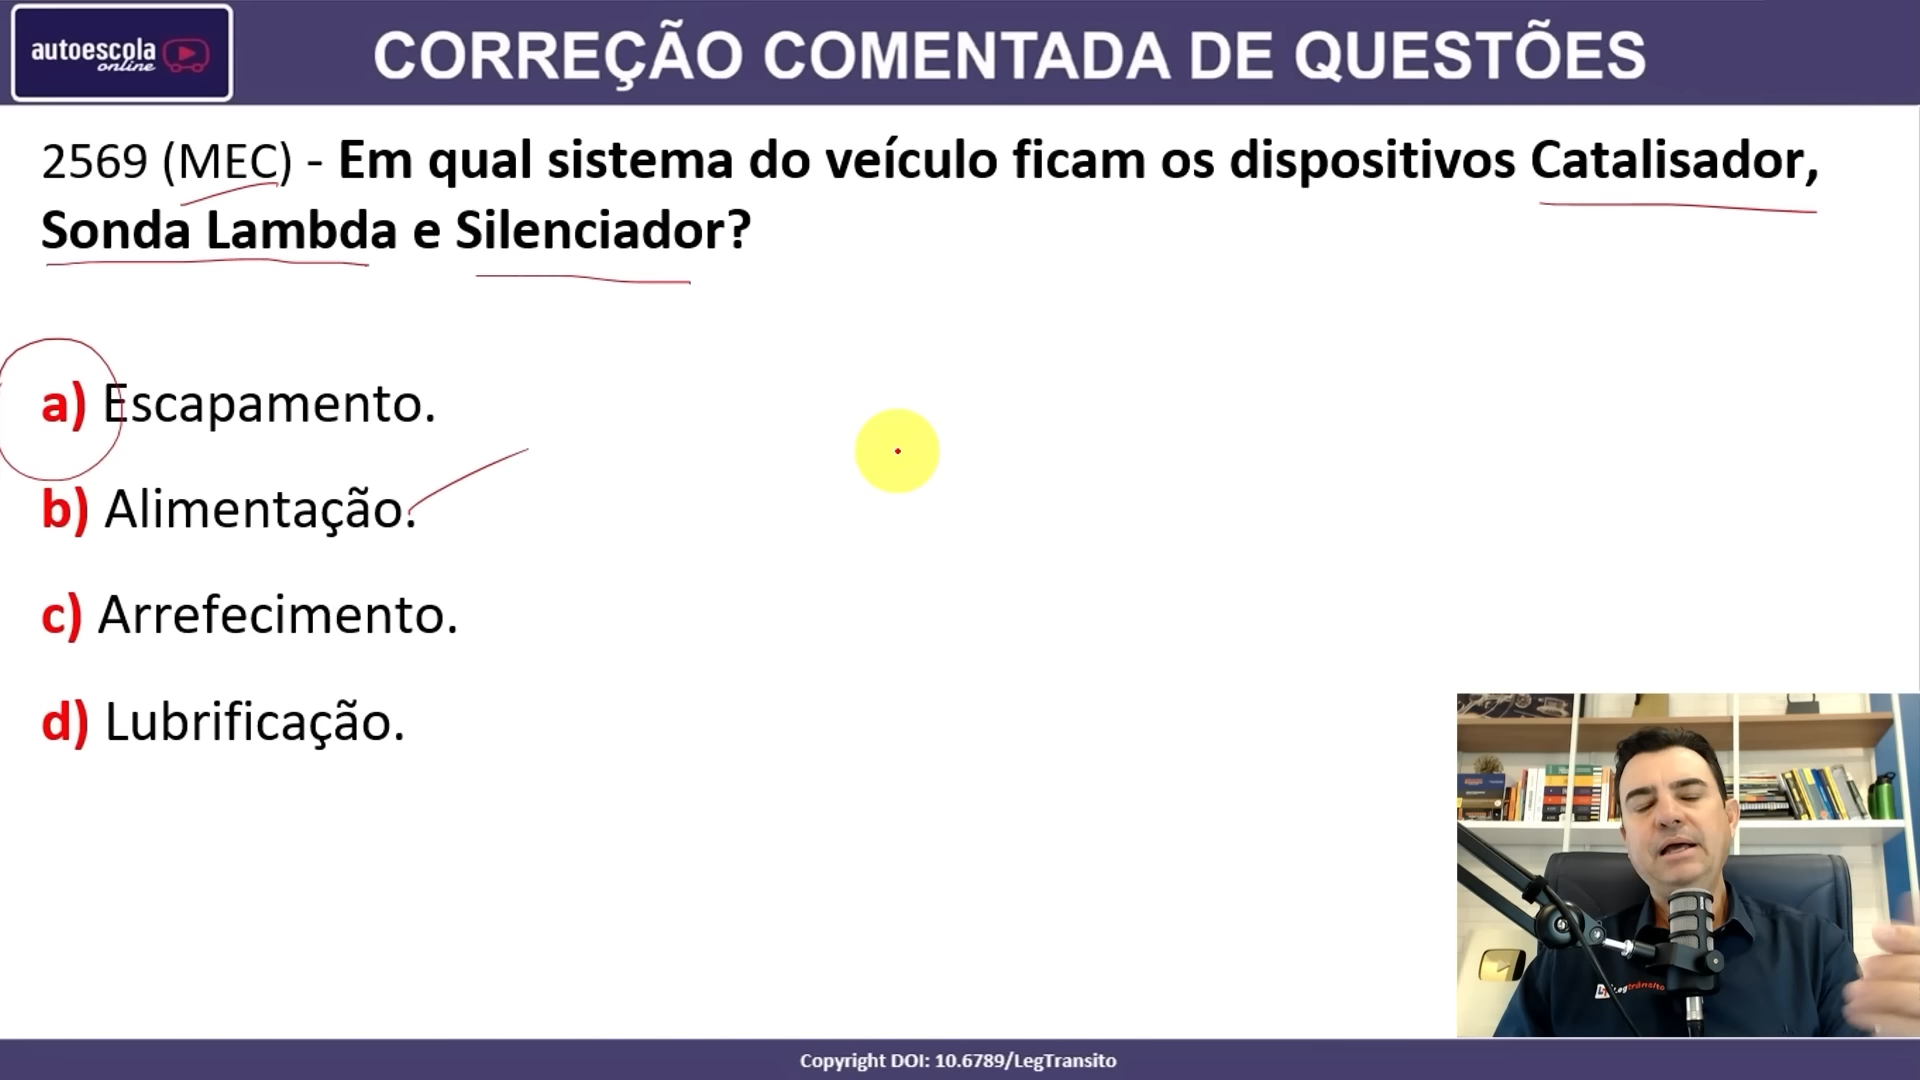 autoescola
online
CORREÇÃO COMENTADA DE QUESTÕES
2569 (MEC) - Em qual sistema do veículo ficam os dispositivos Catalisador,
Sonda Lambda e Silenciador?
a) Escapamento.
b) Alimentação.
c) Arrefecimento.
d) Lubrificação.
Legtrânsito
Copyright DOI: 10.6789/LegTransito